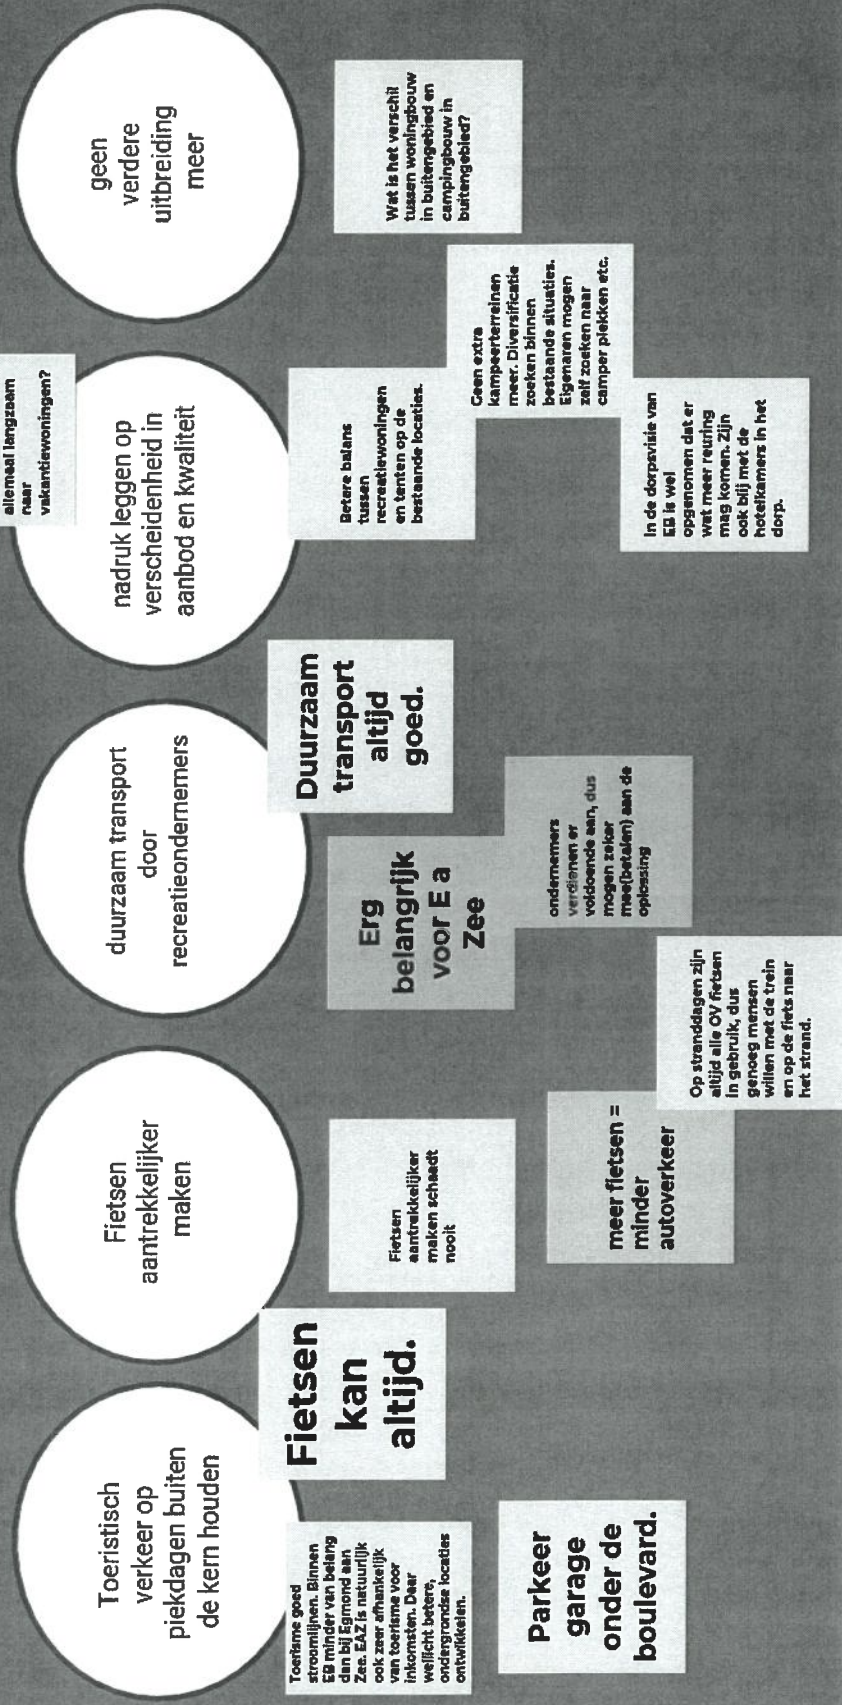 Toeristisch
verkeer op
piekdagen buiten
de kern houden
Toerisme goed
stroomlijnen. Binnen
EB minder van belang
dan bij Egmond aan
Zee. EAZ is natuurlijk
ook zeer afhankelijk
van toerisme voor
inkomsten. Daar
wellicht betere,
ondergrondse locaties
ontwikkelen.
Parkeer
garage
onder de
boulevard.
Fietsen
kan
altijd.
Fietsen
aantrekkelijker
maken
Fietsen
aantrekkelijker
maken schaadt
nooit
meer fietsen =
minder
autoverkeer
Op stranddagen zijn
altijd alle OV fietsen
in gebruik, dus
genoeg mensen
willen met de trein
en op de fiets naar
het strand.
duurzaam transport
door
recreatieondernemers
Erg
belangrijk
voor E a
Zee
Duurzaam
transport
altijd
goed.
ondernemers
verdienen er
voldoende aan, dus
mogen zeker
mee(betalen) aan de
oplossing
allemaal langzaam
naar
vakantiewoningen?
nadruk leggen op
verscheidenheid in
aanbod en kwaliteit
Betere balans
tussen
recreatiewoningen
en tenten op de
bestaande locaties.
Geen extra
kampeerterreinen
meer. Diversificatie
zoeken binnen
bestaande situaties.
Eigenaren mogen
zelf zoeken naar
camper plekken etc.
In de dorpsvisie van
EB is wel
opgenomen dat er
wat meer reuring
mag komen. Zijn
ook blij met de
hotelkamers in het
dorp.
geen
verdere
uitbreiding
meer
Wat is het verschil
tussen woningbouw
in buitengebied en
campingbouw in
buitengebied?